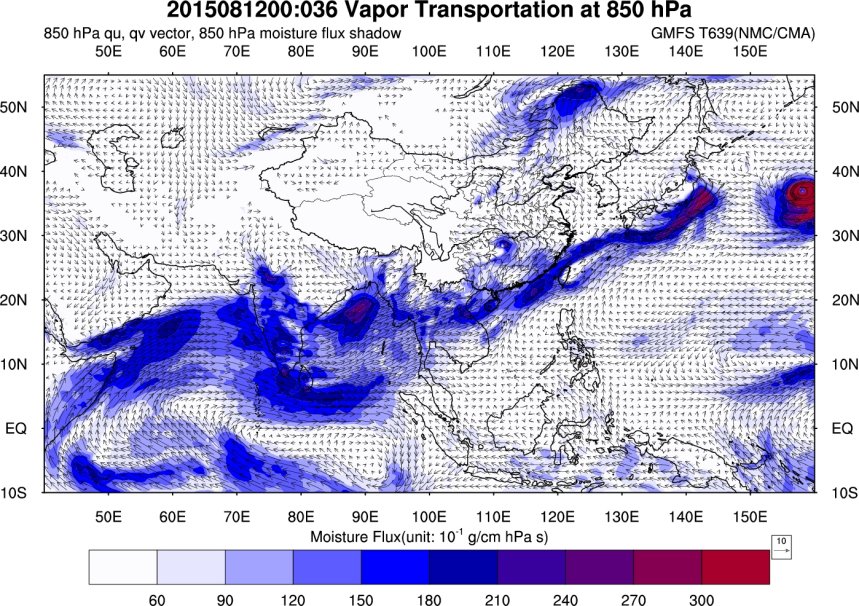 2015081200:036 Vapor Transportation at 850 hPa
850 hPa qu, qv vector, 850 hPa moisture flux shadow GMFS T639(NMC/CMA)
50E 60E 70E 80E 90E 100E 110E 120E 130E 140E 150E
50N 50N
40N 40N
30N 30N
20N 20N
10N 10N
EQ EQ
10S 10S
50E 60E 70E 80E 90E 100E 110E 120E 130E 140E 150E
Moisture Flux(unit: 10⁻¹ g/cm hPa s)
10
60 90 120 150 180 210 240 270 300